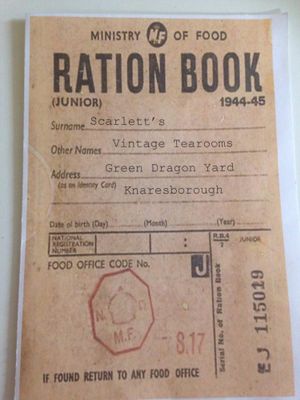 MINISTRY MF OF FOOD
RATION BOOK
(JUNIOR) 1944-45
Surname Scarlett's
Other Names Vintage Tearooms
Address Green Dragon Yard
(as on Identity Card) Knaresborough
Date of birth (Day) (Month) (Year)
NATIONAL REGISTRATION NUMBER : R.B.4 JUNIOR
FOOD OFFICE CODE No. J
N
M.F.
8.17
Serial No. of Ration Book
EJ 115029
IF FOUND RETURN TO ANY FOOD OFFICE